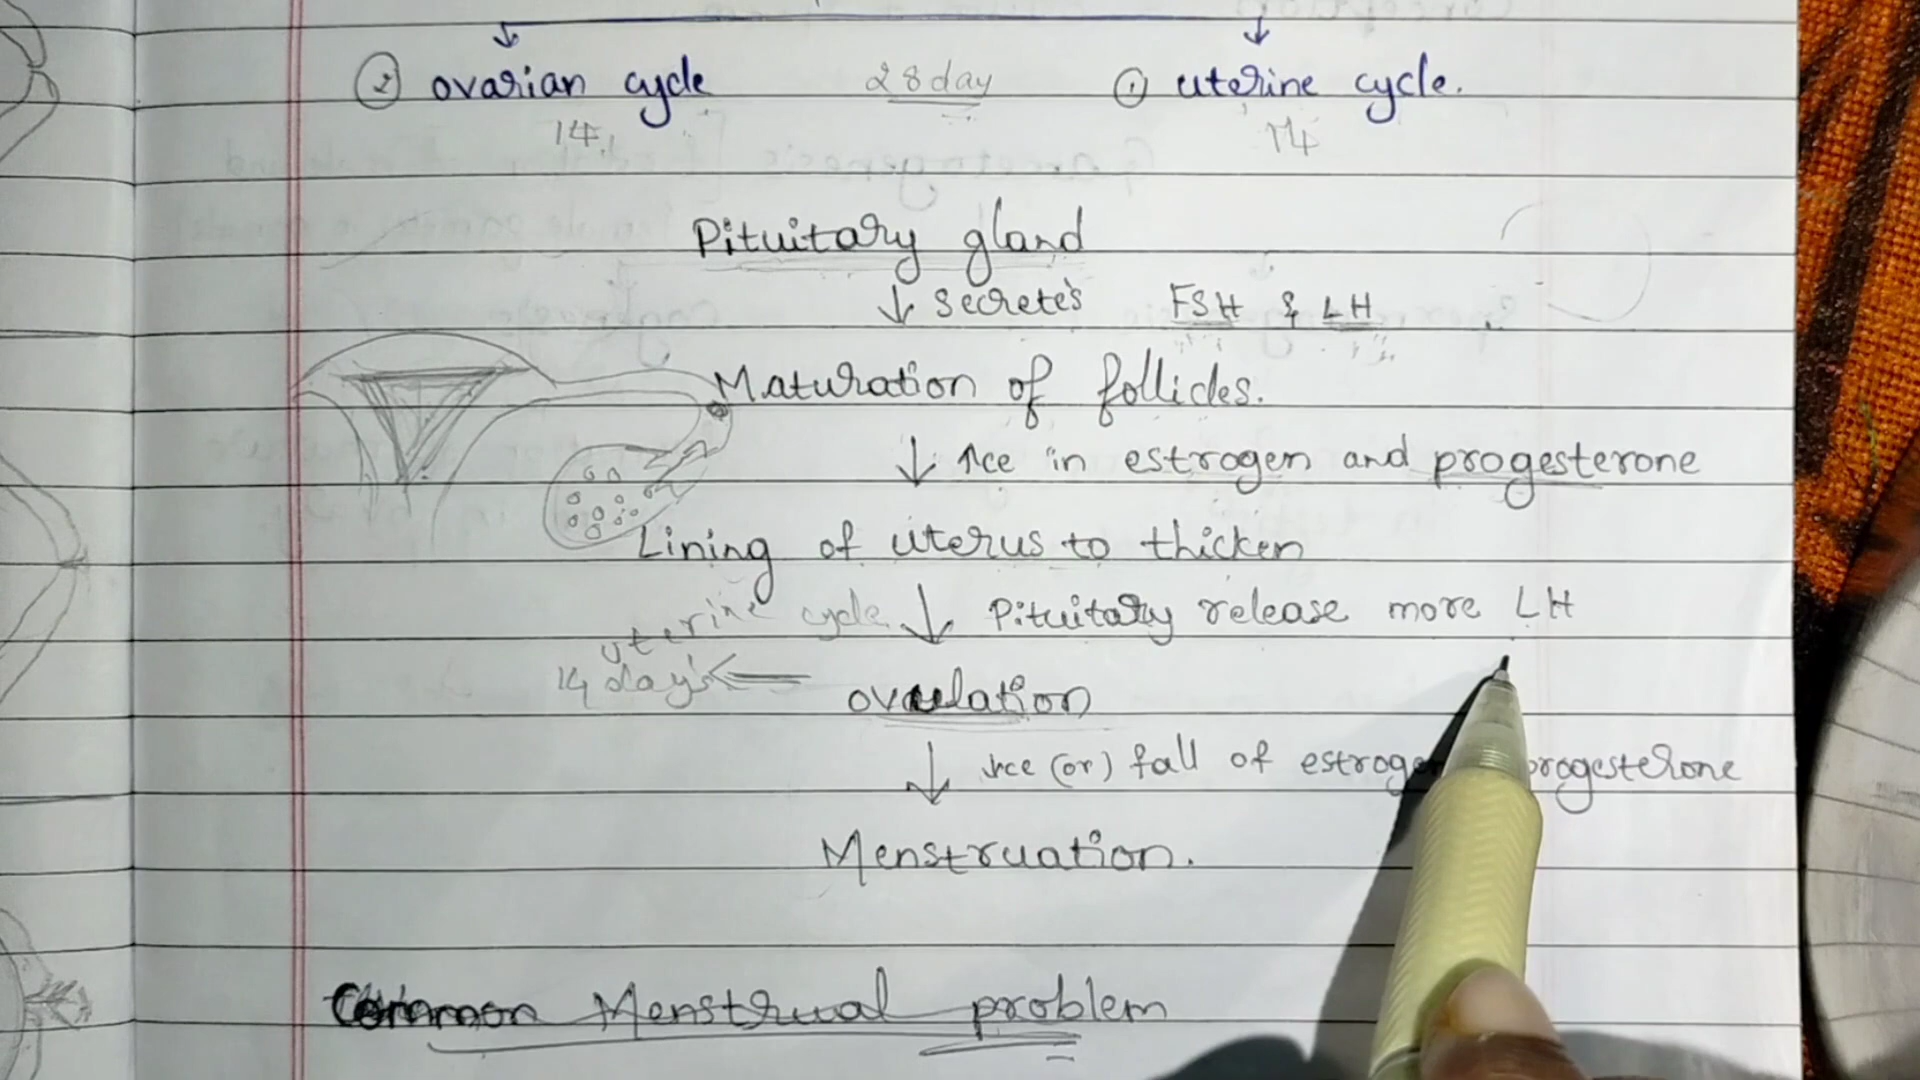 ② ovarian cycle 28 day ① uterine cycle.
14 14
Pituitary gland
↓ secretes FSH & LH
Maturation of follicles.
↓ ↑ce in estrogen and progesterone
Lining of uterus to thicken
uterine cycle ↓ Pituitary release more LH
14 days ← ovulation
↓ ↓ce (or) fall of estrogen progesterone
Menstruation.
Common Menstrual problem